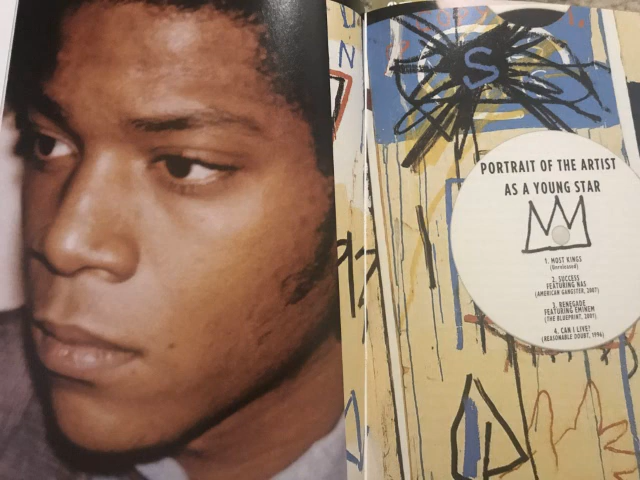 N
S
PORTRAIT OF THE ARTIST
AS A YOUNG STAR
1. MOST KINGS
(Unreleased)
2. SUCCESS
FEATURING NAS
(AMERICAN GANGSTER, 2007)
3. RENEGADE
FEATURING EMINEM
(THE BLUEPRINT, 2001)
4. CAN I LIVE?
(REASONABLE DOUBT, 1996)